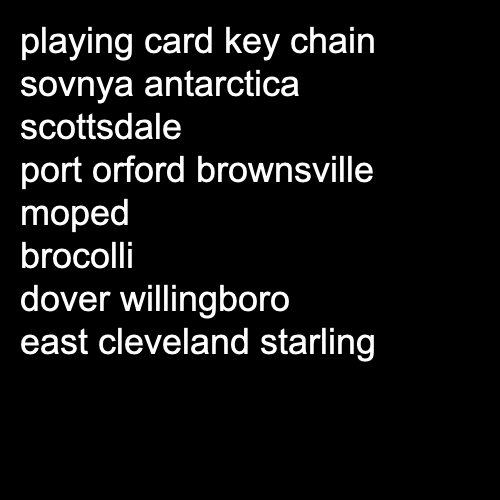 playing card key chain
sovnya antarctica
scottsdale
port orford brownsville
moped
brocolli
dover willingboro
east cleveland starling